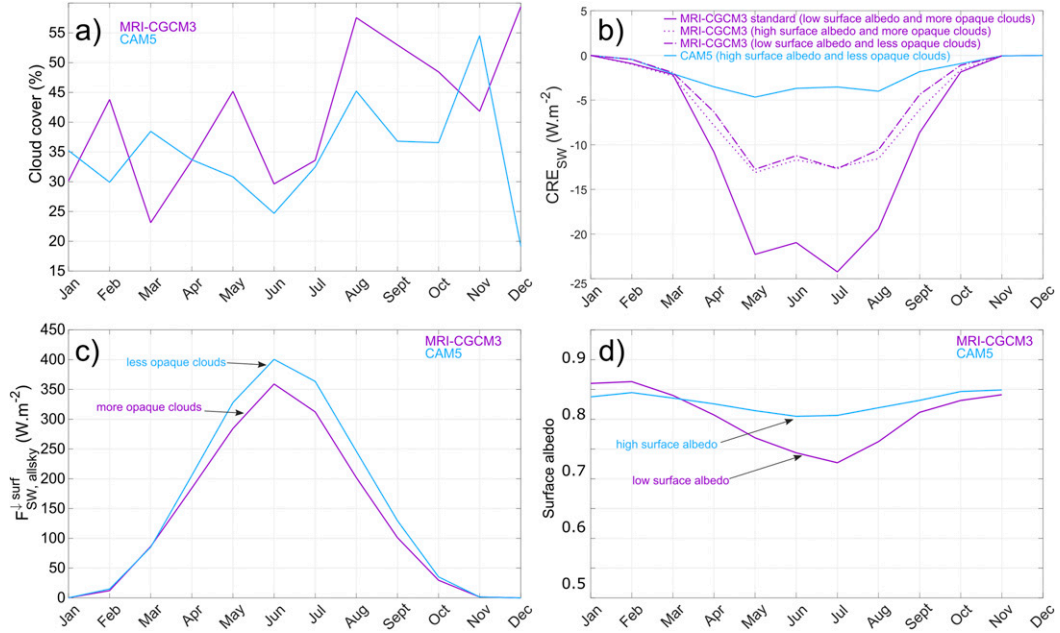 a)
MRI-CGCM3
CAM5
Cloud cover (%)
55
50
45
40
35
30
25
20
15
Jan
Feb
Mar
Apr
May
Jun
Jul
Aug
Sept
Oct
Nov
Dec
b)
MRI-CGCM3 standard (low surface albedo and more opaque clouds)
MRI-CGCM3 (high surface albedo and more opaque clouds)
MRI-CGCM3 (low surface albedo and less opaque clouds)
CAM5 (high surface albedo and less opaque clouds)
CRE_SW (W.m⁻²)
0
-5
-10
-15
-20
-25
Jan
Feb
Mar
Apr
May
Jun
Jul
Aug
Sept
Oct
Nov
Dec
c)
MRI-CGCM3
CAM5
less opaque clouds
more opaque clouds
F↓surf SW, allsky (W.m⁻²)
450
400
350
300
250
200
150
100
50
0
Jan
Feb
Mar
Apr
May
Jun
Jul
Aug
Sept
Oct
Nov
Dec
d)
MRI-CGCM3
CAM5
high surface albedo
low surface albedo
Surface albedo
0.9
0.8
0.7
0.6
0.5
Jan
Feb
Mar
Apr
May
Jun
Jul
Aug
Sept
Oct
Nov
Dec